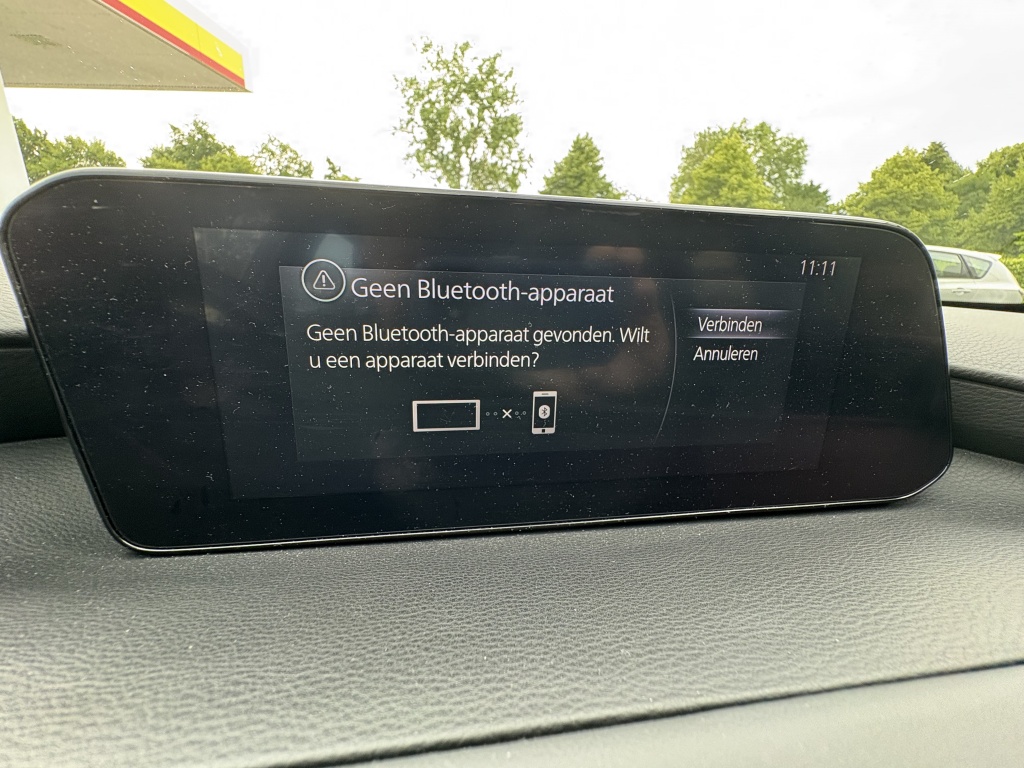 11:11
Geen Bluetooth-apparaat
Geen Bluetooth-apparaat gevonden. Wilt
u een apparaat verbinden?
Verbinden
Annuleren